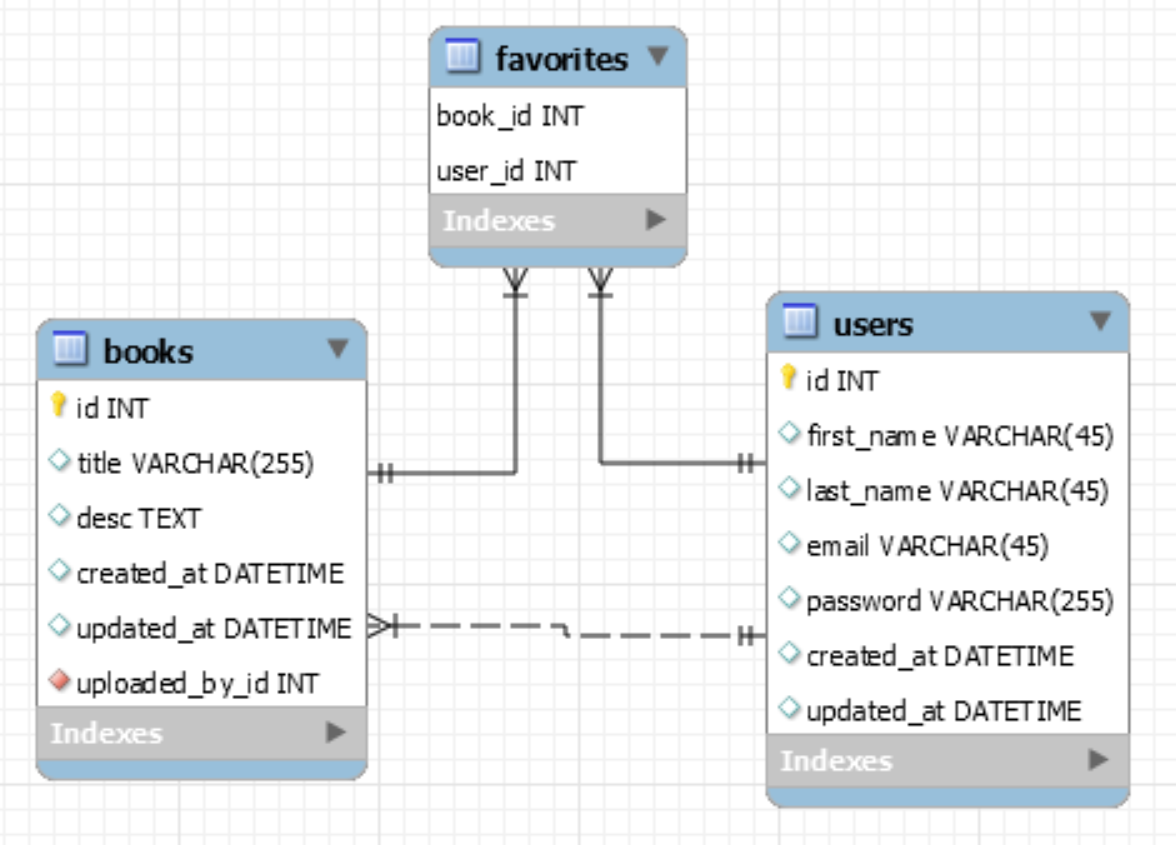 favorites
book_id INT
user_id INT
Indexes
books
id INT
title VARCHAR(255)
desc TEXT
created_at DATETIME
updated_at DATETIME
uploaded_by_id INT
Indexes
users
id INT
first_name VARCHAR(45)
last_name VARCHAR(45)
email VARCHAR(45)
password VARCHAR(255)
created_at DATETIME
updated_at DATETIME
Indexes